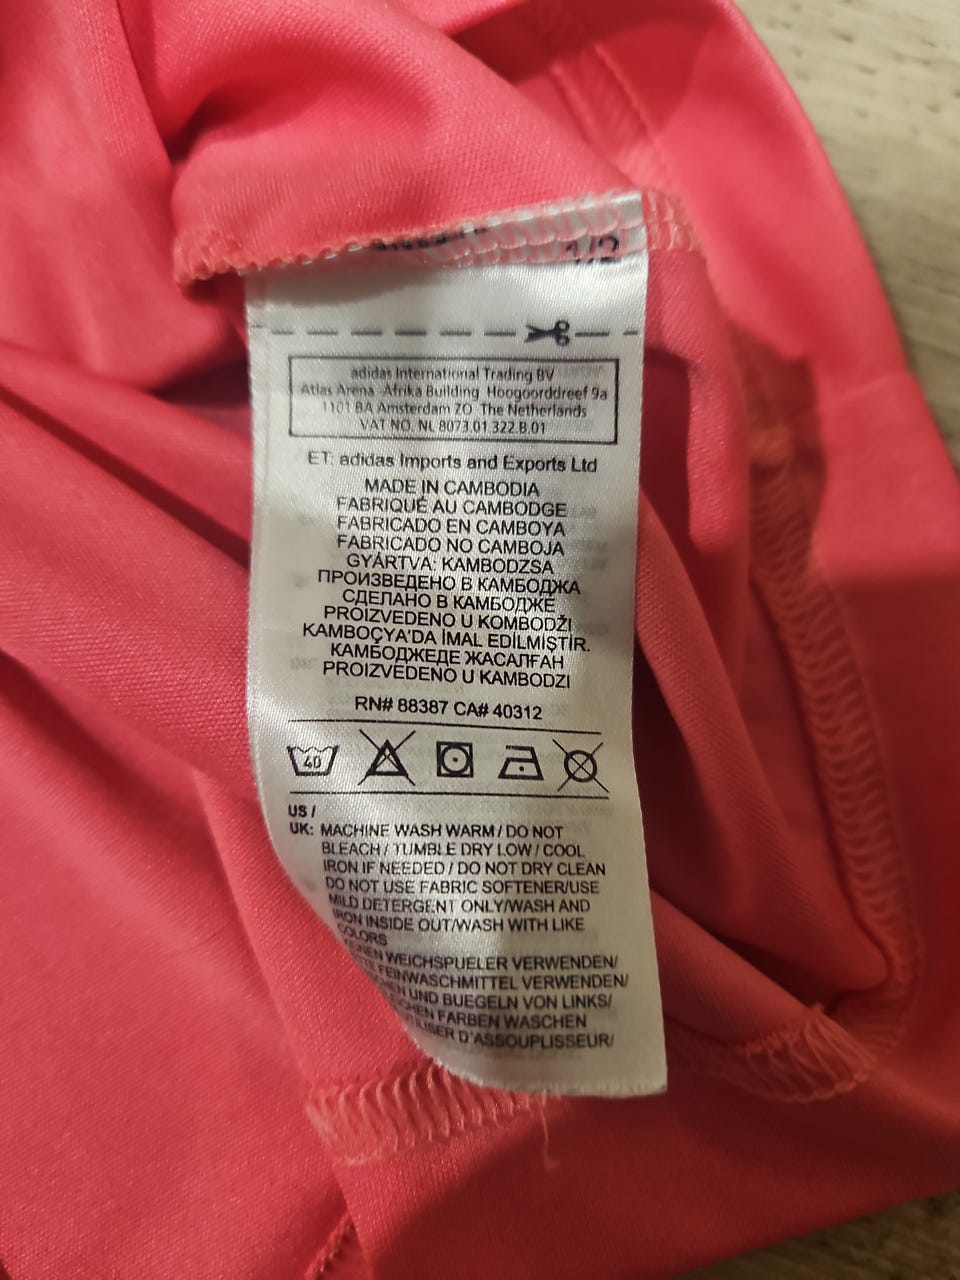 1/2
adidas International Trading BV
Atlas Arena -Afrika Building Hoogoorddreef 9a
1101 BA Amsterdam ZO The Netherlands
VAT NO. NL 8073.01.322.B.01
ET: adidas Imports and Exports Ltd
MADE IN CAMBODIA
FABRIQUÉ AU CAMBODGE
FABRICADO EN CAMBOYA
FABRICADO NO CAMBOJA
GYÁRTVA: KAMBODZSA
ПРОИЗВЕДЕНО В КАМБОДЖА
СДЕЛАНО В КАМБОДЖЕ
PROIZVEDENO U KOMBODŽI
KAMBOÇYA'DA İMAL EDİLMİŞTİR.
КАМБОДЖЕДЕ ЖАСАЛҒАН
PROIZVEDENO U KAMBODZI
RN# 88387 CA# 40312
40
US /
UK: MACHINE WASH WARM / DO NOT
BLEACH / TUMBLE DRY LOW / COOL
IRON IF NEEDED / DO NOT DRY CLEAN
DO NOT USE FABRIC SOFTENER/USE
MILD DETERGENT ONLY/WASH AND
IRON INSIDE OUT/WASH WITH LIKE
COLORS
WEICHSPUELER VERWENDEN/
FEINWASCHMITTEL VERWENDEN/
UND BUEGELN VON LINKS/
FARBEN WASCHEN
D'ASSOUPLISSEUR/